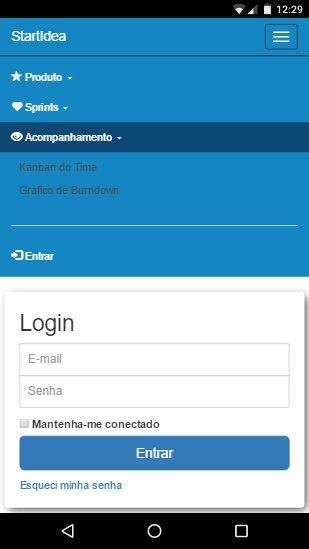 12:29
StartIdea
Produto
Sprints
Acompanhamento
Kanban do Time
Gráfico de Burndown
Entrar
Login
E-mail
Senha
Mantenha-me conectado
Entrar
Esqueci minha senha